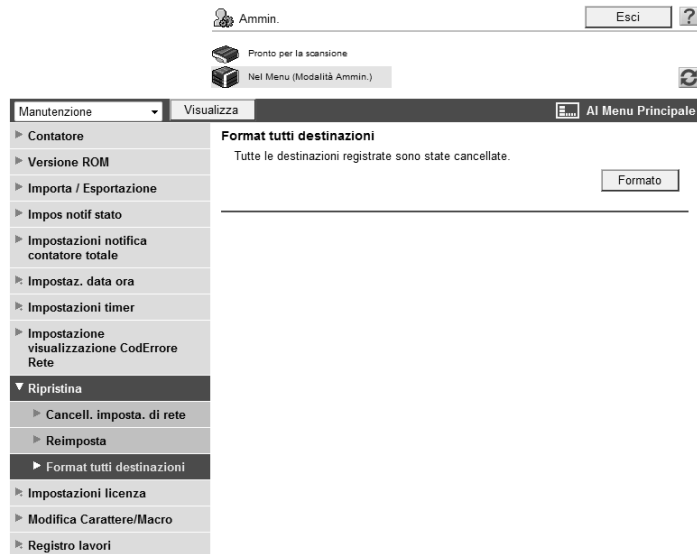 Ammin.
Esci
?
Pronto per la scansione
Nel Menu (Modalità Ammin.)
Manutenzione
Visualizza
Al Menu Principale
Contatore
Versione ROM
Importa / Esportazione
Impos notif stato
Impostazioni notifica
contatore totale
Impostaz. data ora
Impostazioni timer
Impostazione
visualizzazione CodErrore
Rete
Ripristina
Cancell. imposta. di rete
Reimposta
Format tutti destinazioni
Impostazioni licenza
Modifica Carattere/Macro
Registro lavori
Format tutti destinazioni
Tutte le destinazioni registrate sono state cancellate.
Formato